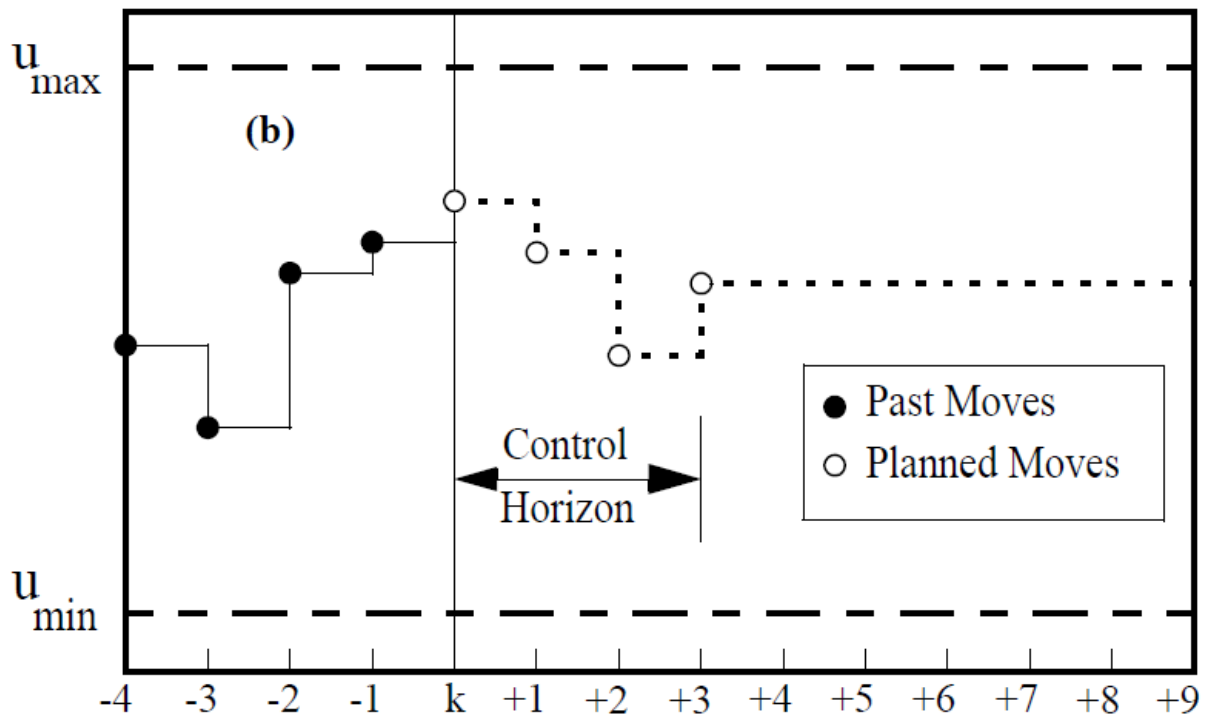 u
max
(b)
Past Moves
Planned Moves
Control
Horizon
u
min
-4 -3 -2 -1 k +1 +2 +3 +4 +5 +6 +7 +8 +9